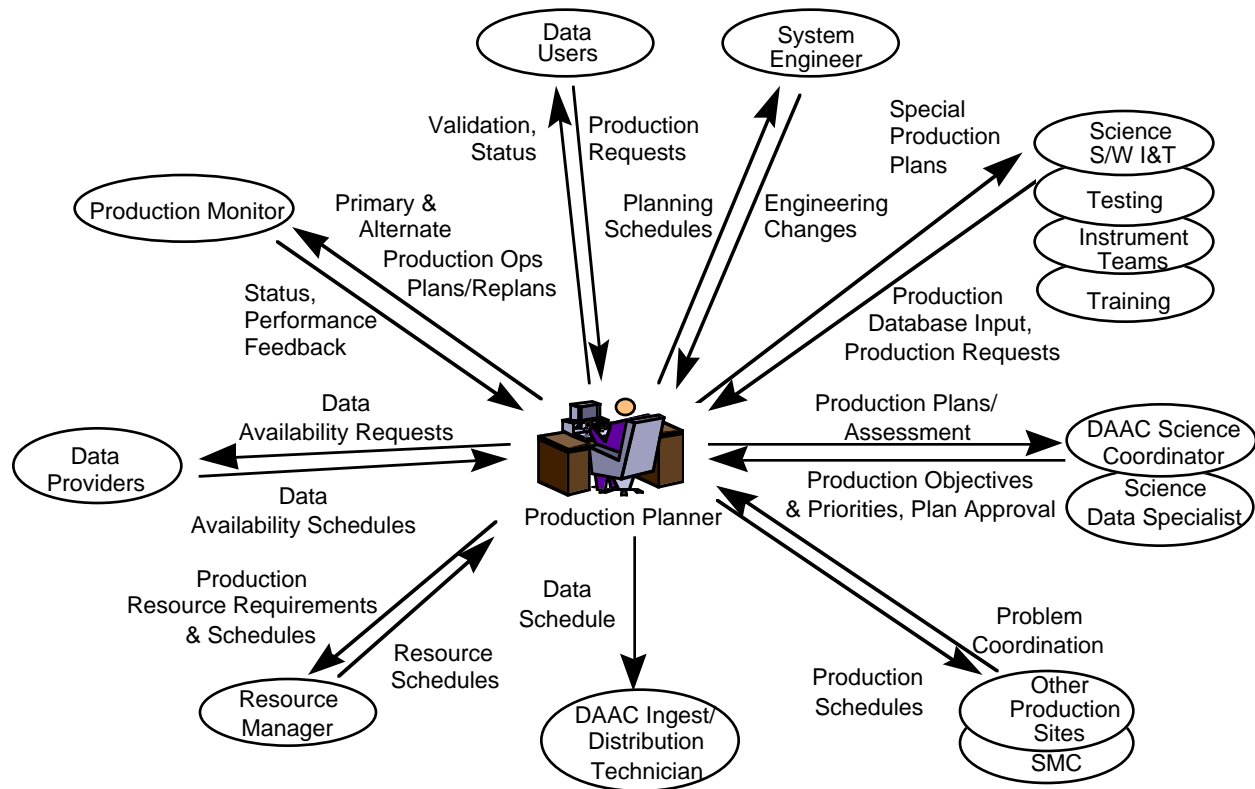 Data
Users
System
Engineer
Validation,
Status
Production
Requests
Special
Production
Plans
Science
S/W I&T
Testing
Instrument
Teams
Training
Production Monitor
Primary &
Alternate
Production Ops
Plans/Replans
Planning
Schedules
Engineering
Changes
Status,
Performance
Feedback
Production
Database Input,
Production Requests
Data
Availability Requests
Production Plans/
Assessment
Data
Providers
DAAC Science
Coordinator
Data
Availability Schedules
Production Planner
Production Objectives
& Priorities, Plan Approval
Science
Data Specialist
Production
Resource Requirements
& Schedules
Resource
Schedules
Data
Schedule
Problem
Coordination
Production
Schedules
Resource
Manager
DAAC Ingest/
Distribution
Technician
Other
Production
Sites
SMC